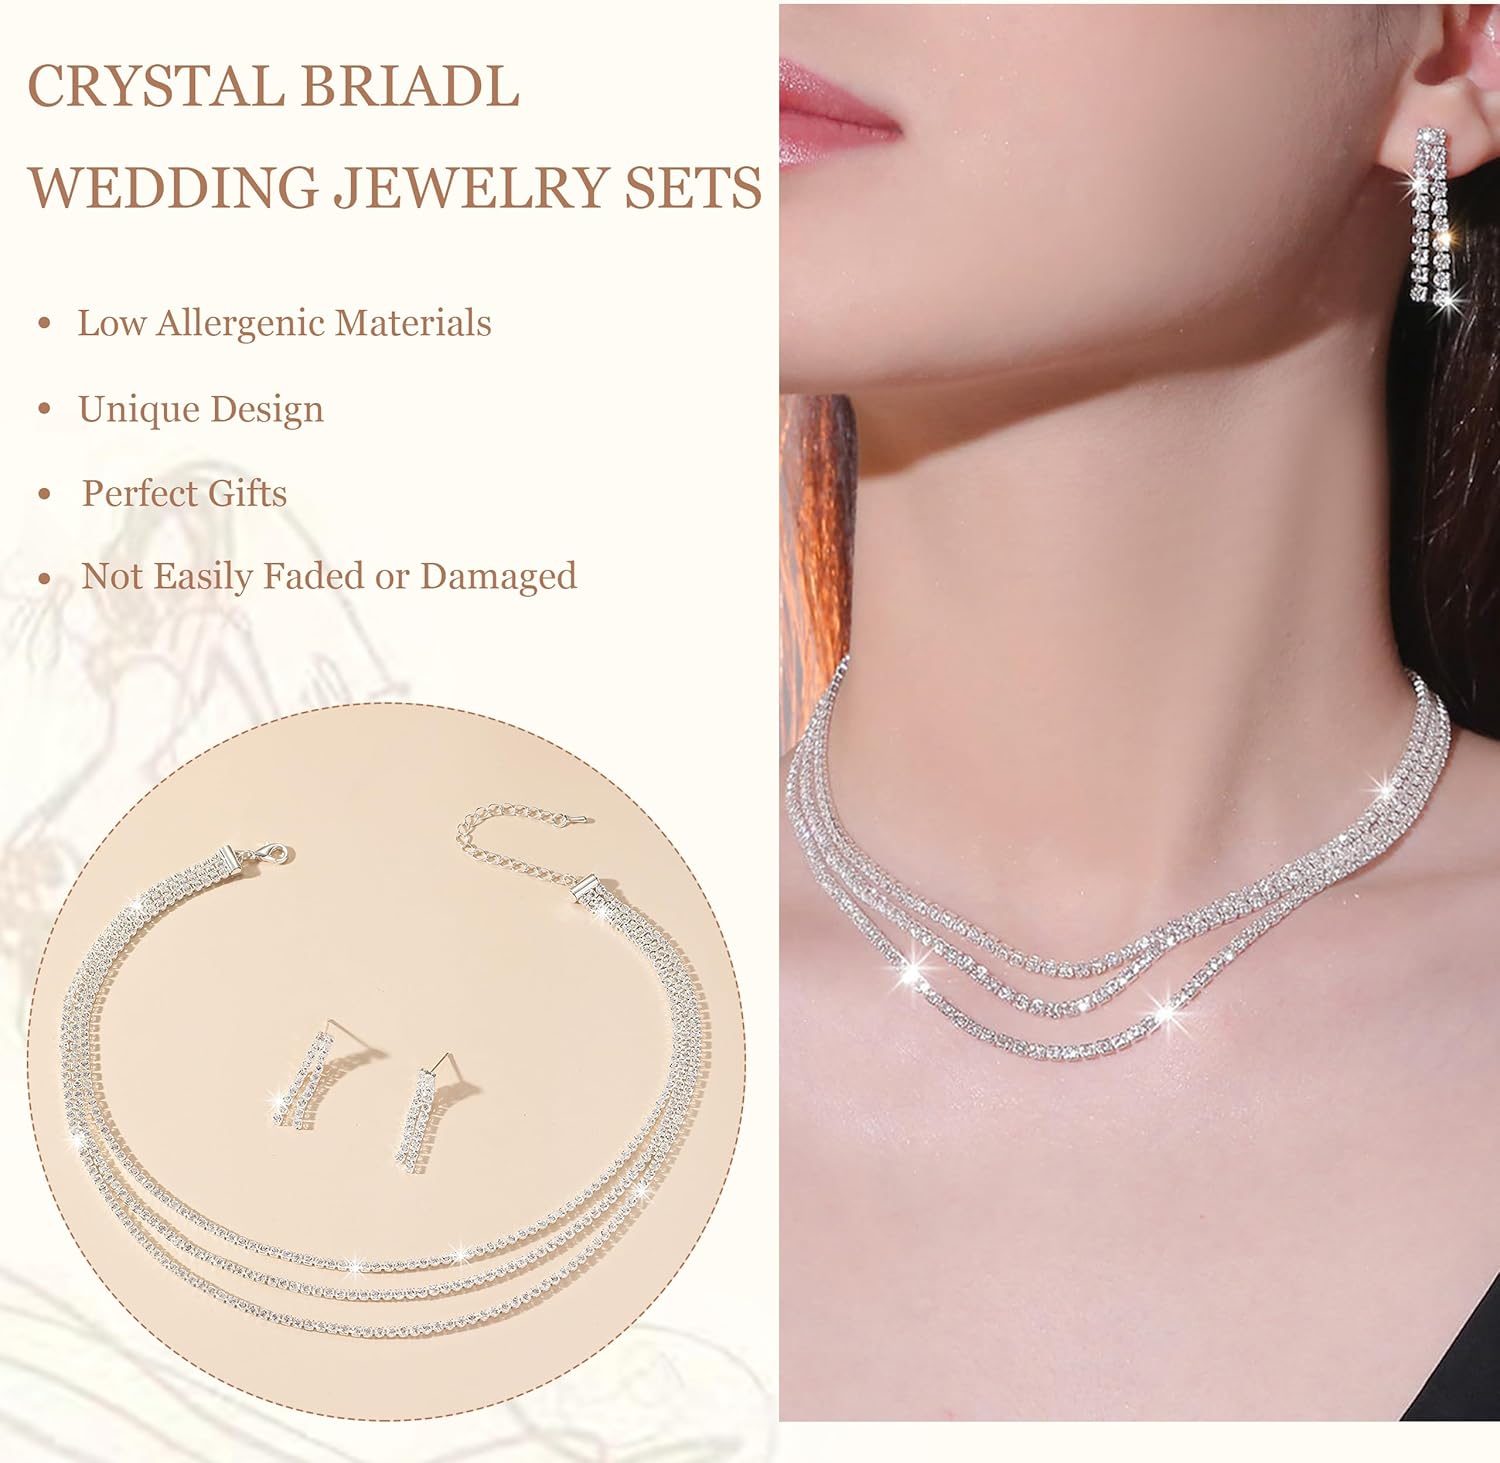 CRYSTAL BRIADL
WEDDING JEWELRY SETS
• Low Allergenic Materials
• Unique Design
• Perfect Gifts
• Not Easily Faded or Damaged